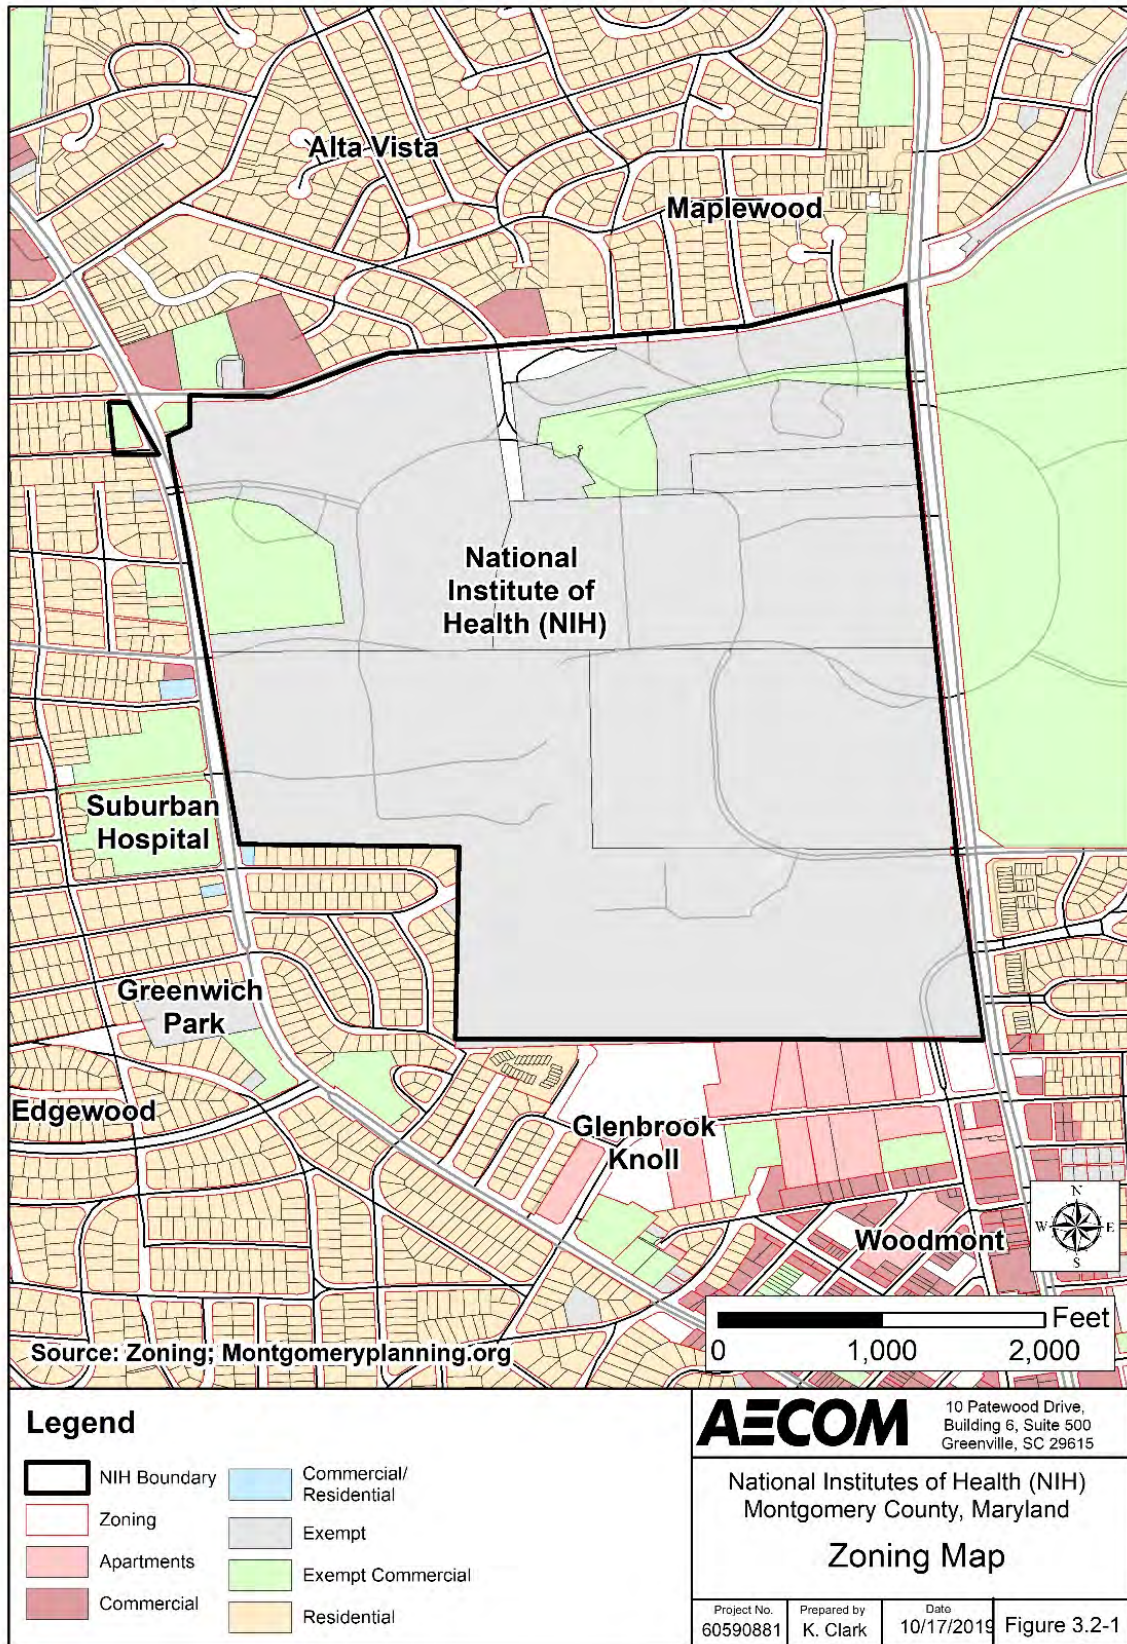 Alta Vista
Maplewood
National
Institute of
Health (NIH)
Suburban
Hospital
Greenwich
Park
Edgewood
Glenbrook
Knoll
Woodmont
N
W E
S
Feet
0 1,000 2,000
Source: Zoning; Montgomeryplanning.org
Legend
NIH Boundary
Zoning
Apartments
Commercial
Commercial/
Residential
Exempt
Exempt Commercial
Residential
AECOM
10 Patewood Drive,
Building 6, Suite 500
Greenville, SC 29615
National Institutes of Health (NIH)
Montgomery County, Maryland
Zoning Map
Project No.
60590881
Prepared by
K. Clark
Date
10/17/2019
Figure 3.2-1